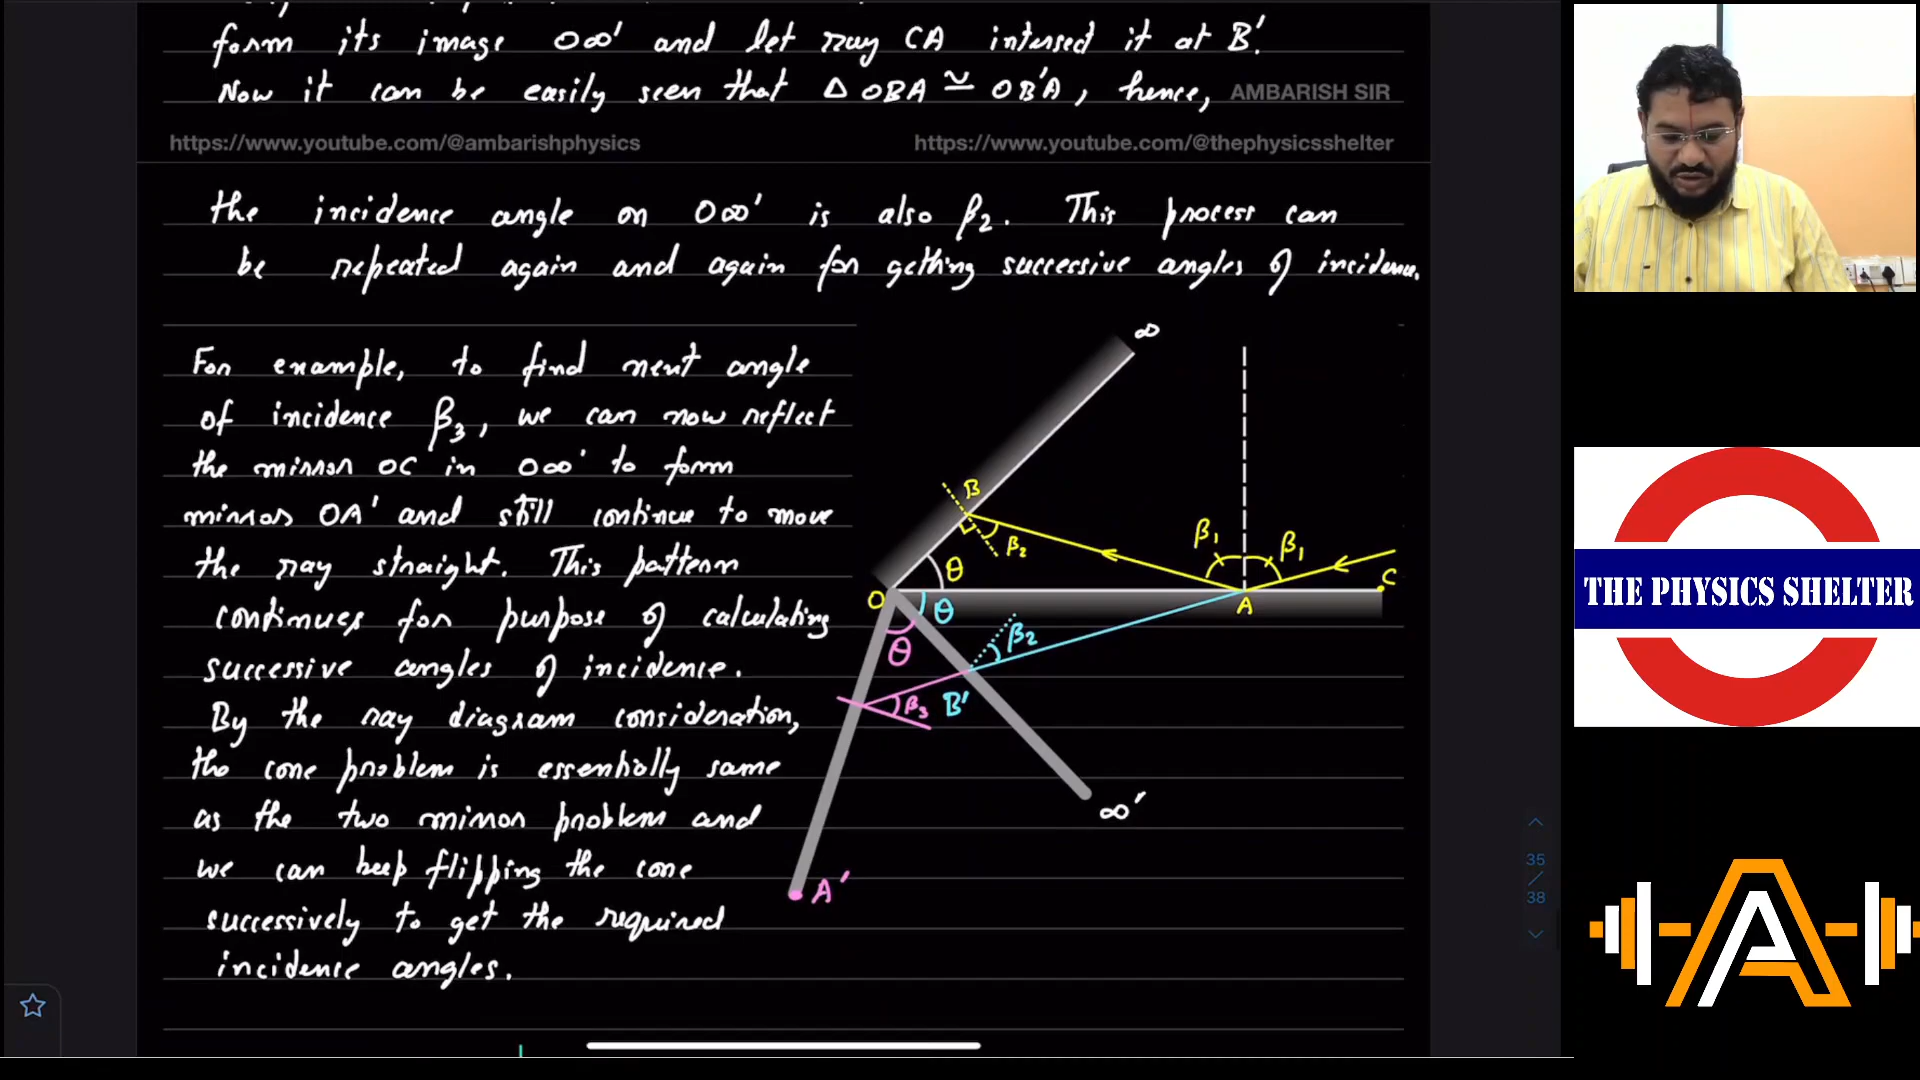 form its image O∞' and let ray CA intersect it at B'.
Now it can be easily seen that Δ OBA ≅ OB'A, hence, AMBARISH SIR
https://www.youtube.com/@ambarishphysics https://www.youtube.com/@thephysicsshelter
the incidence angle on O∞' is also β₂. This process can
be repeated again and again for getting successive angles of incidence.
For example, to find next angle
of incidence β₃, we can now reflect
the mirror OC in O∞' to form
mirror OA' and still continue to move
the ray straight. This pattern
continues for purpose of calculating
successive angles of incidence.
By the ray diagram consideration,
the cone problem is essentially same
as the two mirror problem and
we can keep flipping the cone
successively to get the required
incidence angles.
∞
B
β₂
β₁
β₁
C
θ
O
θ
A
θ
β₂
β₃
B'
∞'
A'
35
/
38
THE PHYSICS SHELTER
A